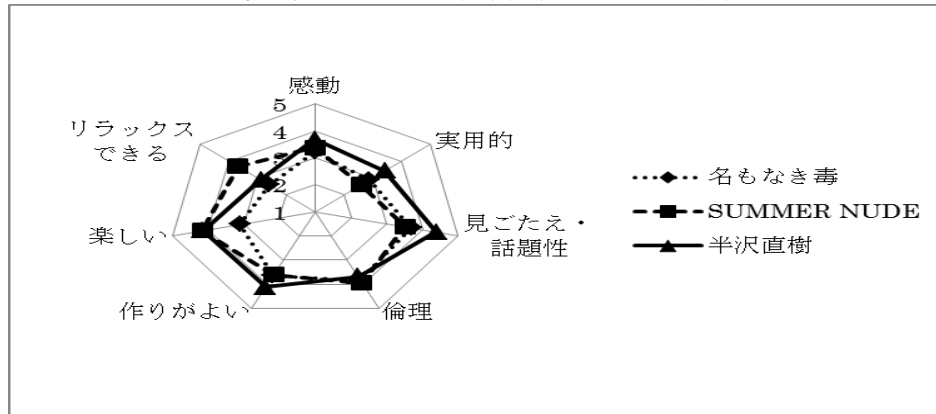 感動
5
4
3
2
1
リラックス
できる
実用的
楽しい
見ごたえ・
話題性
作りがよい
倫理
名もなき毒
SUMMER NUDE
半沢直樹